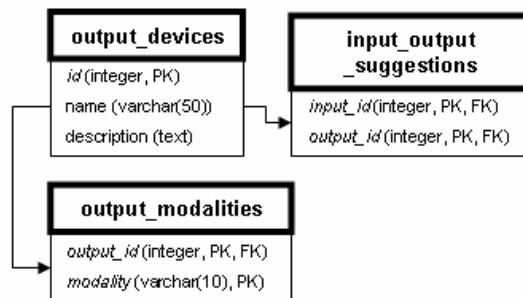 output_devices
id (integer, PK)
name (varchar(50))
description (text)
input_output
_suggestions
input_id(integer, PK, FK)
output_id(integer, PK, FK)
output_modalities
output_id (integer, PK, FK)
modality (varchar(10), PK)